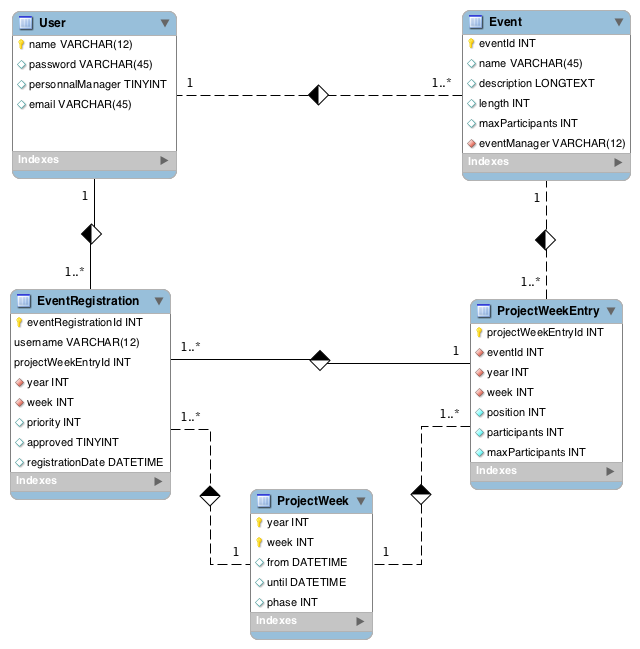 User
name VARCHAR(12)
password VARCHAR(45)
personnalManager TINYINT
email VARCHAR(45)
Indexes
1
1..*
Event
eventId INT
name VARCHAR(45)
description LONGTEXT
length INT
maxParticipants INT
eventManager VARCHAR(12)
Indexes
1
1..*
1
1..*
EventRegistration
eventRegistrationId INT
username VARCHAR(12)
projectWeekEntryId INT
year INT
week INT
priority INT
approved TINYINT
registrationDate DATETIME
Indexes
1..*
1
ProjectWeekEntry
projectWeekEntryId INT
eventId INT
year INT
week INT
position INT
participants INT
maxParticipants INT
Indexes
1..*
1..*
1
1
ProjectWeek
year INT
week INT
from DATETIME
until DATETIME
phase INT
Indexes